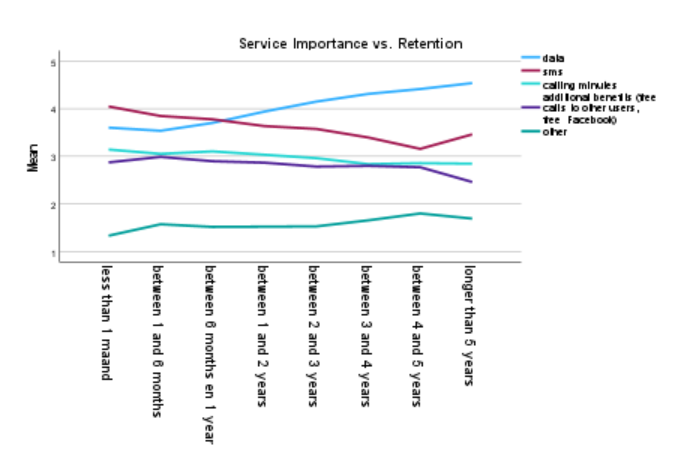 Service Importance vs. Retention
5
4
3
2
1
Mean
data
sms
calling minutes
additional benefits (free
calls to other users,
free Facebook)
other
less than 1 maand
between 1 and 6 months
between 6 months en 1 year
between 1 and 2 years
between 2 and 3 years
between 3 and 4 years
between 4 and 5 years
longer than 5 years